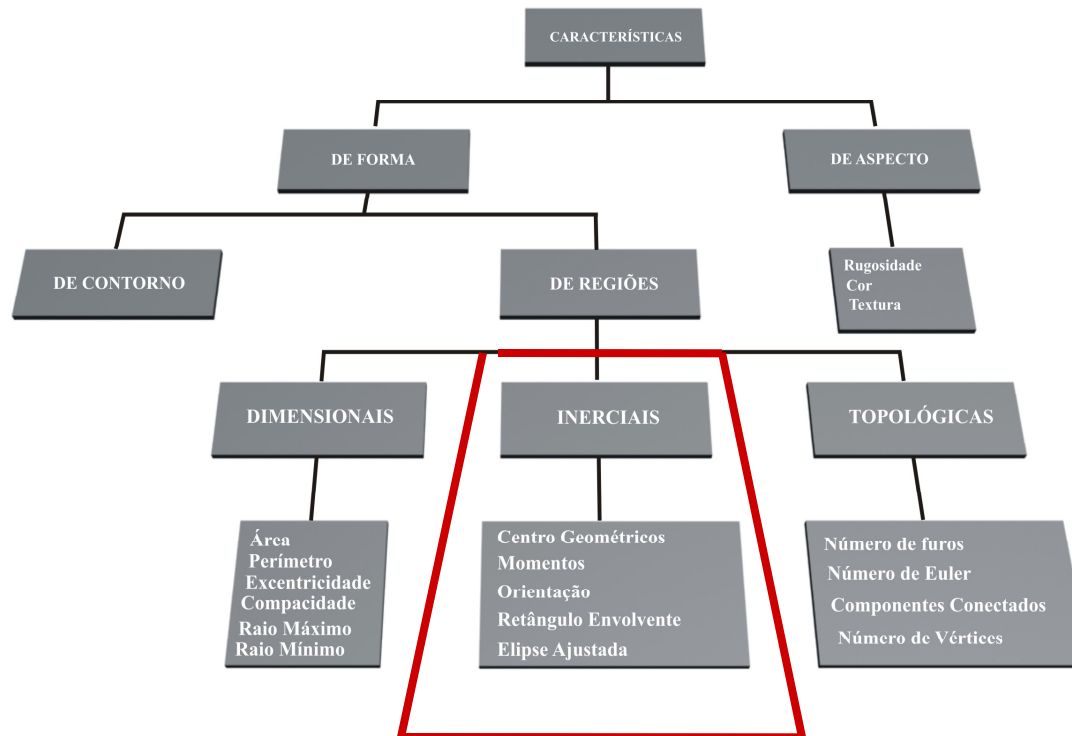 CARACTERÍSTICAS
DE FORMA
DE ASPECTO
DE CONTORNO
DE REGIÕES
Rugosidade
Cor
Textura
DIMENSIONAIS
INERCIAIS
TOPOLÓGICAS
Área
Perímetro
Excentricidade
Compacidade
Raio Máximo
Raio Mínimo
Centro Geométricos
Momentos
Orientação
Retângulo Envolvente
Elipse Ajustada
Número de furos
Número de Euler
Componentes Conectados
Número de Vértices